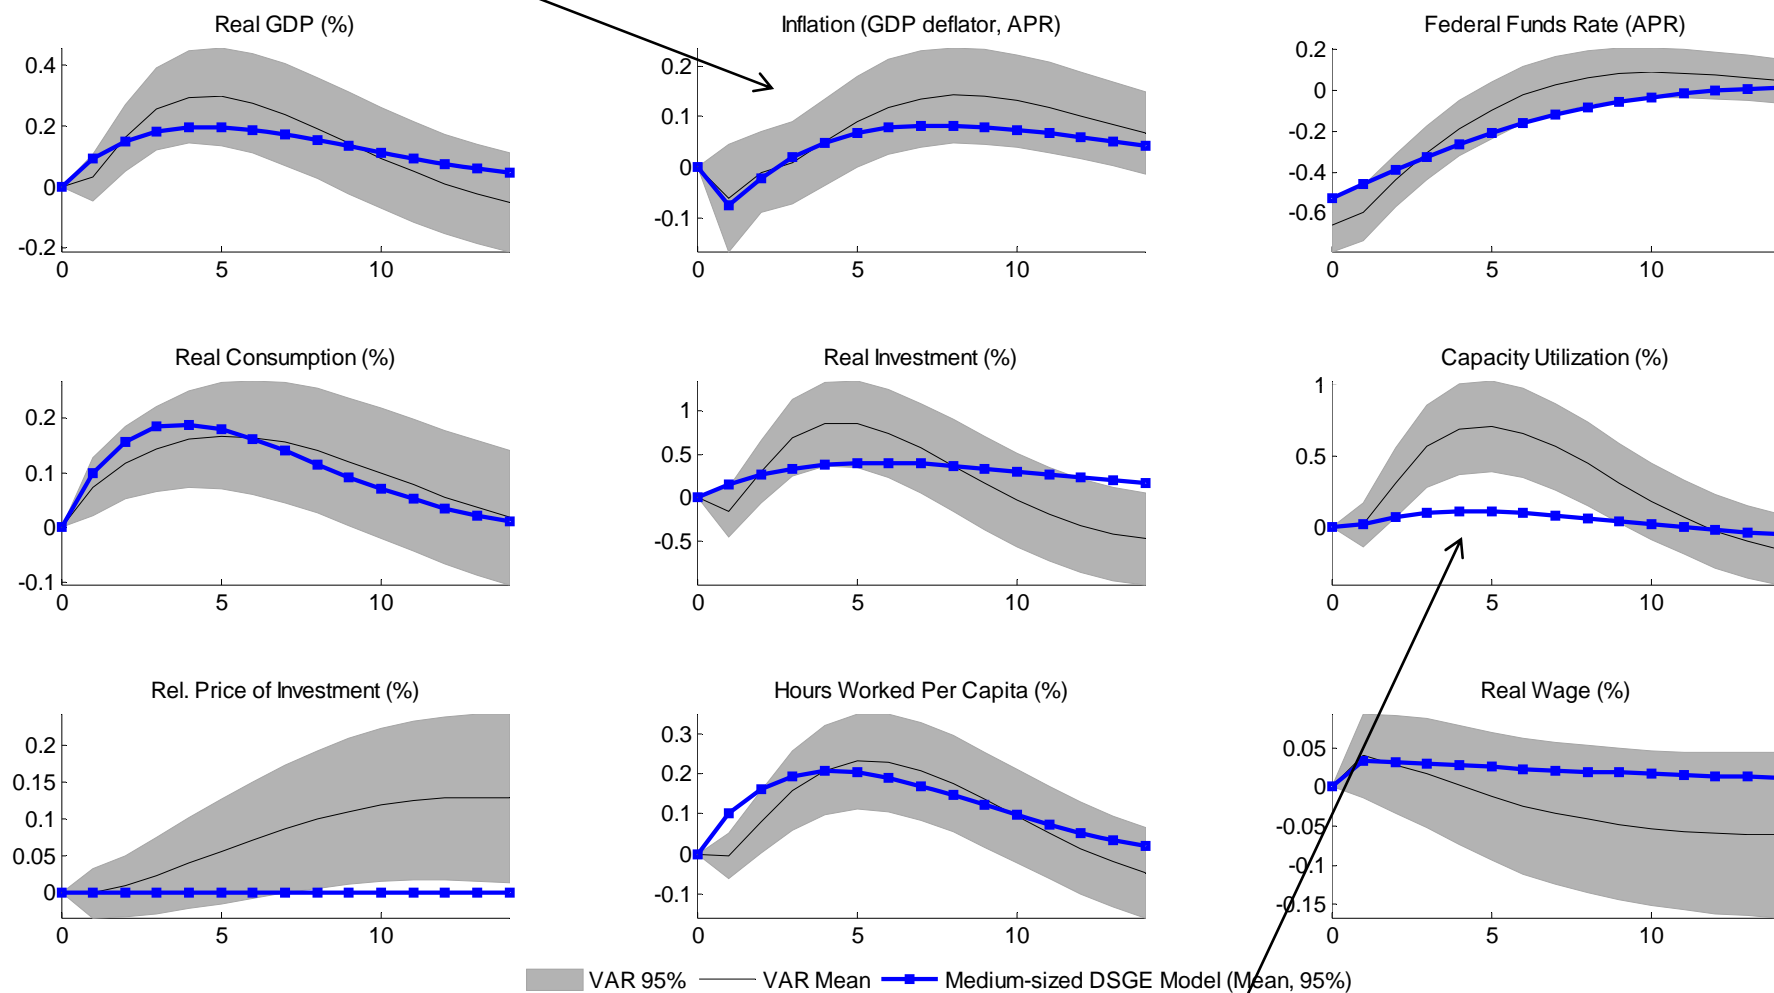 Real GDP (%)
0.4
0.2
0
-0.2
0 5 10
Inflation (GDP deflator, APR)
0.2
0.1
0
-0.1
0 5 10
Federal Funds Rate (APR)
0.2
0
-0.2
-0.4
-0.6
0 5 10
Real Consumption (%)
0.2
0.1
0
-0.1
0 5 10
Real Investment (%)
1
0.5
0
-0.5
0 5 10
Capacity Utilization (%)
1
0.5
0
0 5 10
Rel. Price of Investment (%)
0.2
0.15
0.1
0.05
0
0 5 10
Hours Worked Per Capita (%)
0.3
0.2
0.1
0
-0.1
0 5 10
Real Wage (%)
0.05
0
-0.05
-0.1
-0.15
0 5 10
VAR 95% VAR Mean Medium-sized DSGE Model (Mean, 95%)